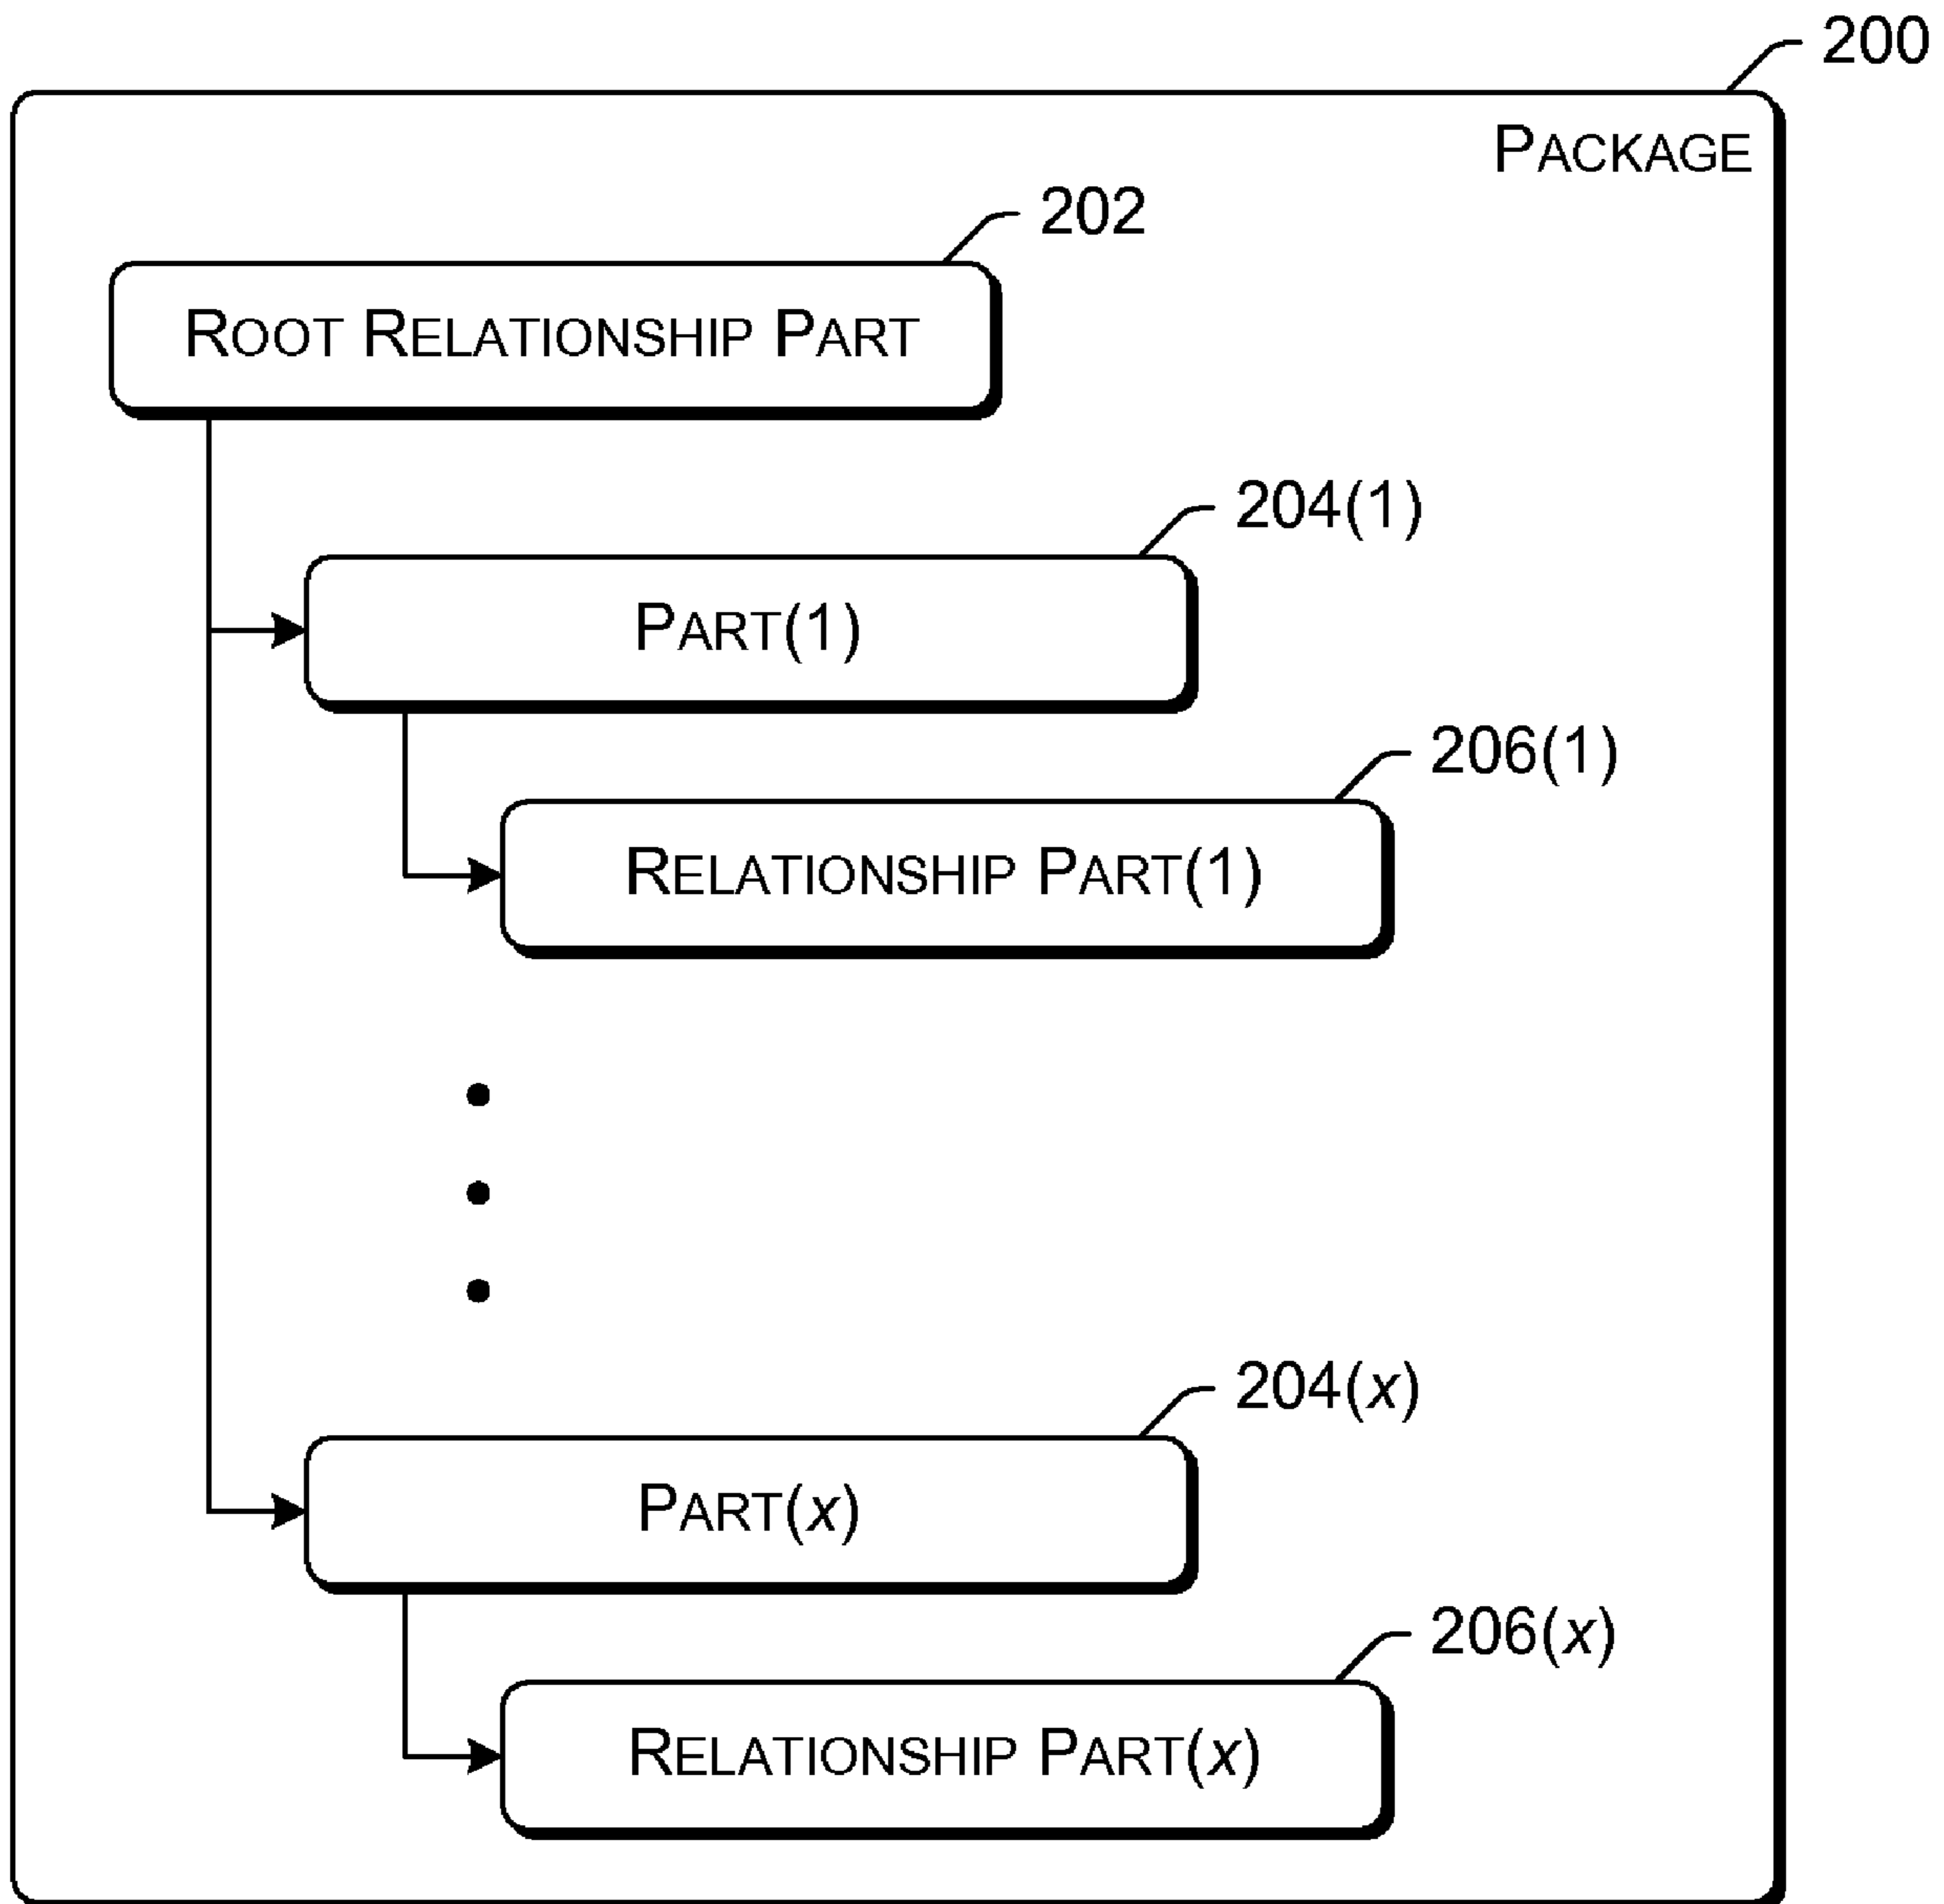 200
PACKAGE
202
ROOT RELATIONSHIP PART
204(1)
PART(1)
206(1)
RELATIONSHIP PART(1)
204(x)
PART(x)
206(x)
RELATIONSHIP PART(x)